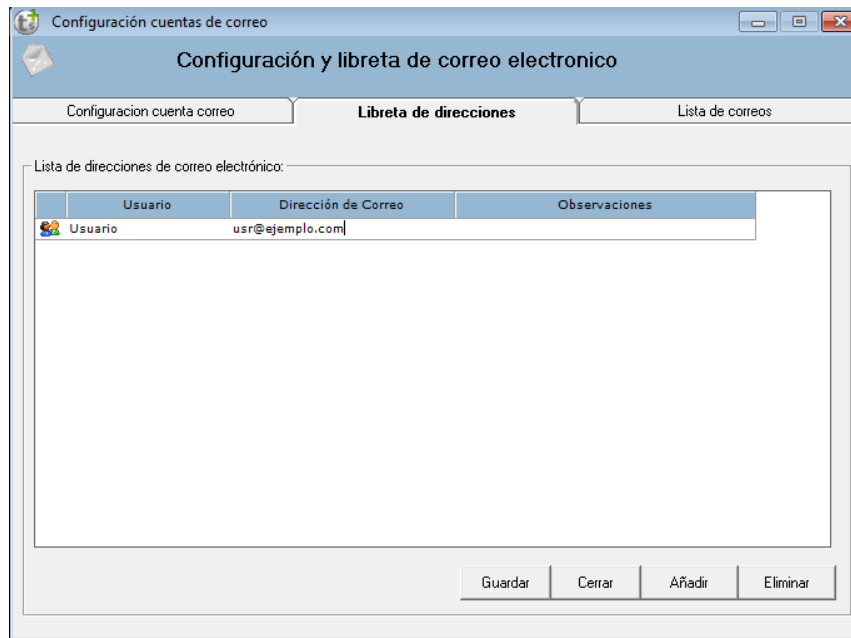 Configuración cuentas de correo
Configuración y libreta de correo electronico
Configuracion cuenta correo Libreta de direcciones Lista de correos
Lista de direcciones de correo electrónico:
Usuario Dirección de Correo Observaciones
Usuario usr@ejemplo.com
Guardar Cerrar Añadir Eliminar